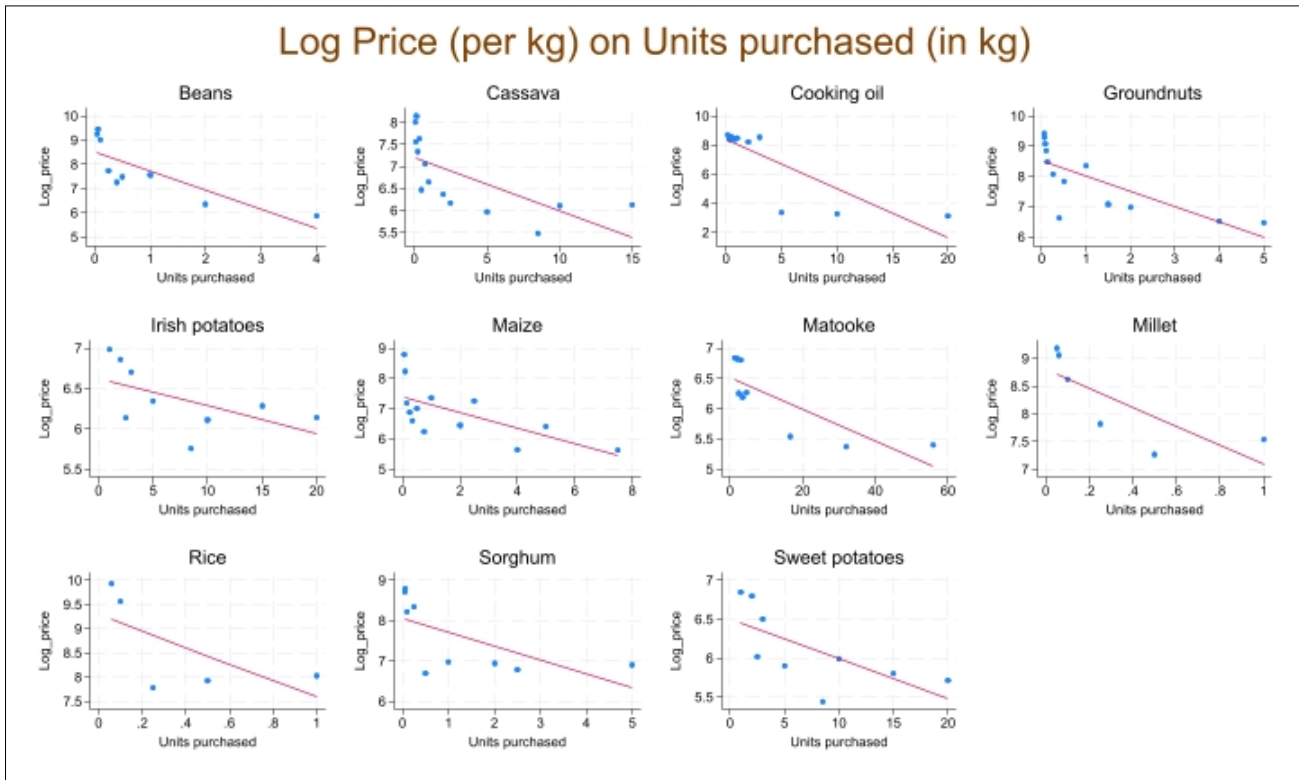 Log Price (per kg) on Units purchased (in kg)
Beans
Log_price
10
9
8
7
6
5
0 1 2 3 4
Units purchased
Cassava
Log_price
8
7.5
7
6.5
6
5.5
0 5 10 15
Units purchased
Cooking oil
Log_price
10
8
6
4
2
0 5 10 15 20
Units purchased
Groundnuts
Log_price
10
9
8
7
6
0 1 2 3 4 5
Units purchased
Irish potatoes
Log_price
7
6.5
6
5.5
0 5 10 15 20
Units purchased
Maize
Log_price
9
8
7
6
5
0 2 4 6 8
Units purchased
Matooke
Log_price
7
6.5
6
5.5
5
0 20 40 60
Units purchased
Millet
Log_price
9
8.5
8
7.5
7
0 .2 .4 .6 .8 1
Units purchased
Rice
Log_price
10
9.5
9
8.5
8
7.5
0 .2 .4 .6 .8 1
Units purchased
Sorghum
Log_price
9
8
7
6
0 1 2 3 4 5
Units purchased
Sweet potatoes
Log_price
7
6.5
6
5.5
0 5 10 15 20
Units purchased